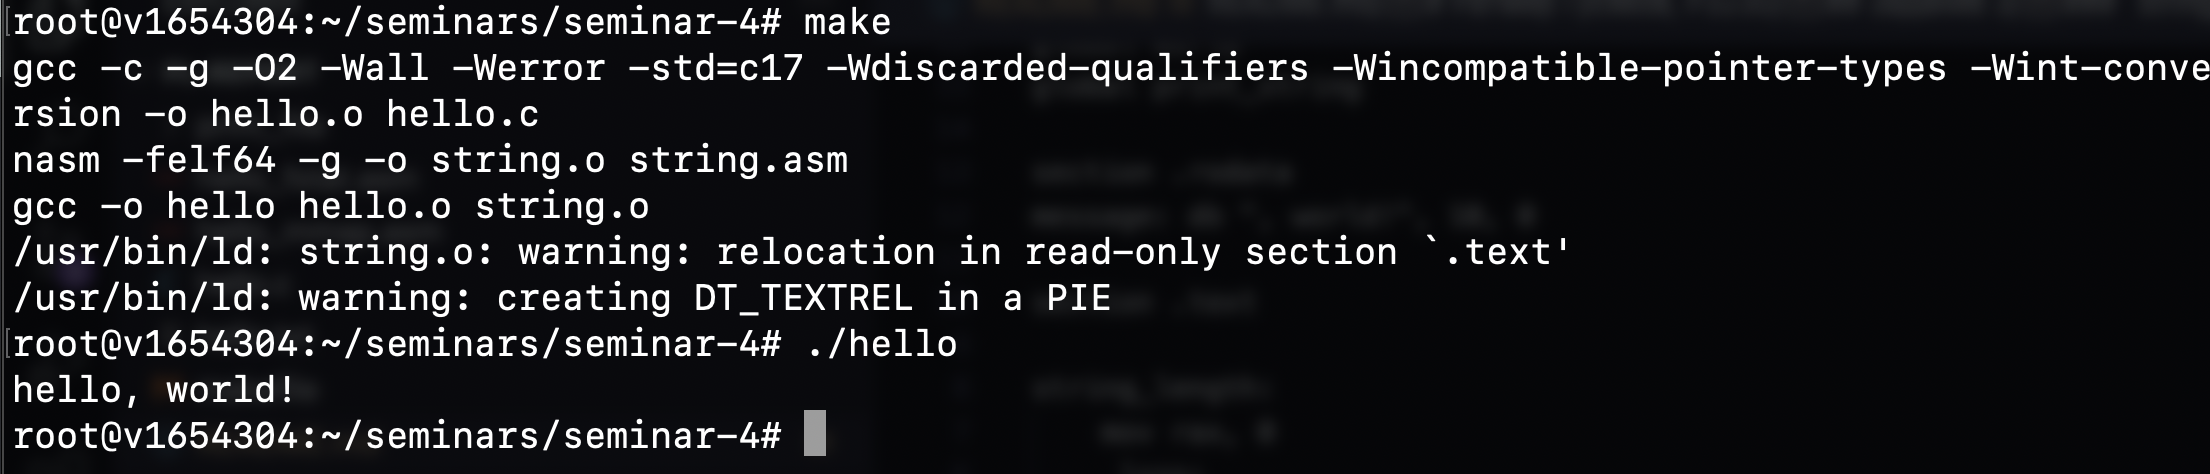 [root@v1654304:~/seminars/seminar-4# make
gcc -c -g -O2 -Wall -Werror -std=c17 -Wdiscarded-qualifiers -Wincompatible-pointer-types -Wint-conve
rsion -o hello.o hello.c
nasm -felf64 -g -o string.o string.asm
gcc -o hello hello.o string.o
/usr/bin/ld: string.o: warning: relocation in read-only section `.text'
/usr/bin/ld: warning: creating DT_TEXTREL in a PIE
[root@v1654304:~/seminars/seminar-4# ./hello
hello, world!
root@v1654304:~/seminars/seminar-4#